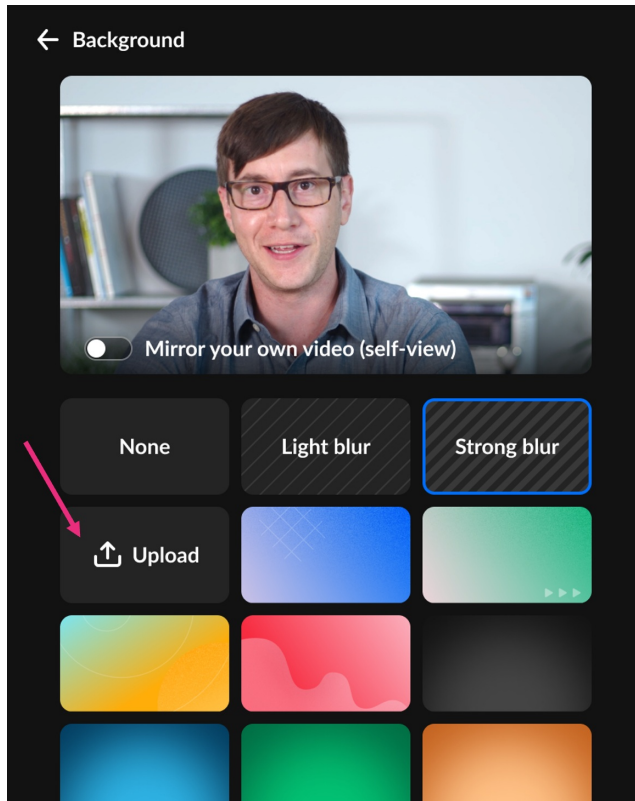 Background
Mirror your own video (self-view)
None
Light blur
Strong blur
Upload